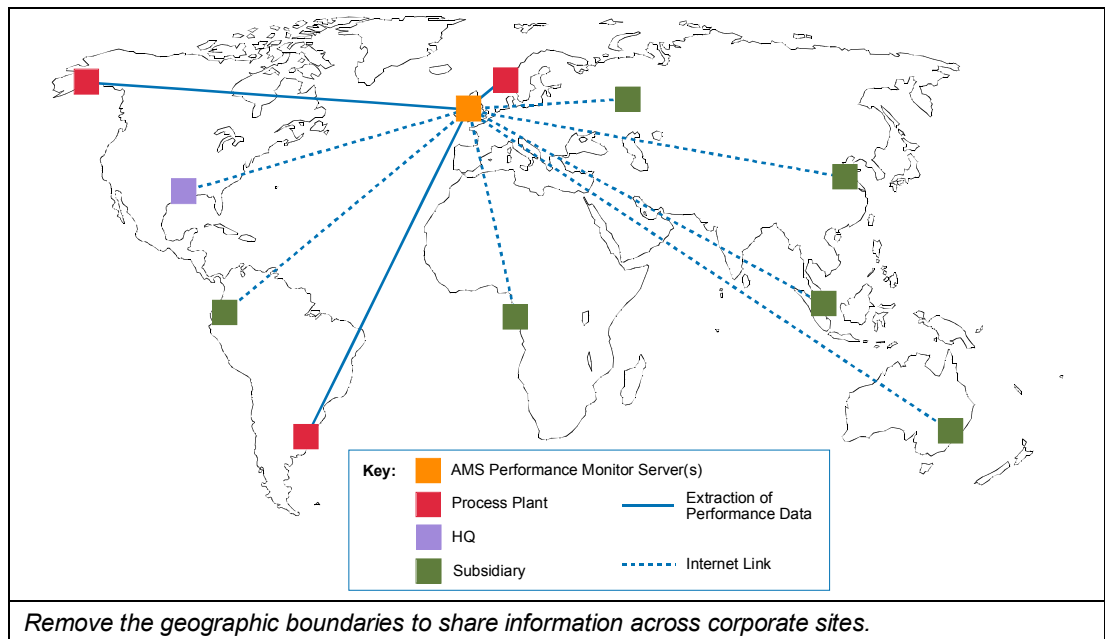 Key:
AMS Performance Monitor Server(s)
Process Plant
Extraction of
Performance Data
HQ
Subsidiary
Internet Link
Remove the geographic boundaries to share information across corporate sites.